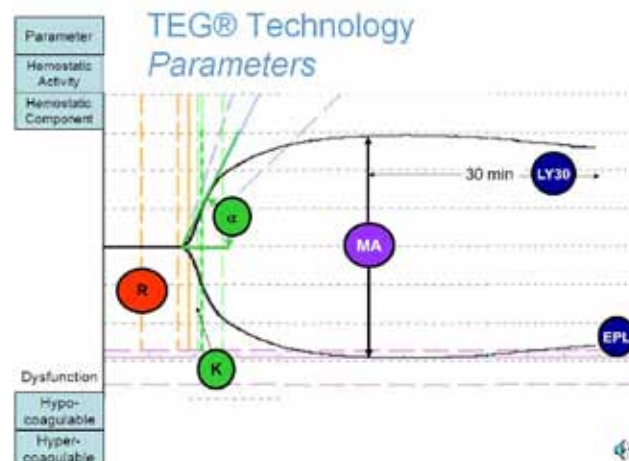 TEG® Technology
Parameters
Parameter
Hemostatic
Activity
Hemostatic
Component
30 min
LY30
α
MA
R
EPL
K
Dysfunction
Hypo-
coagulable
Hyper-
coagulable